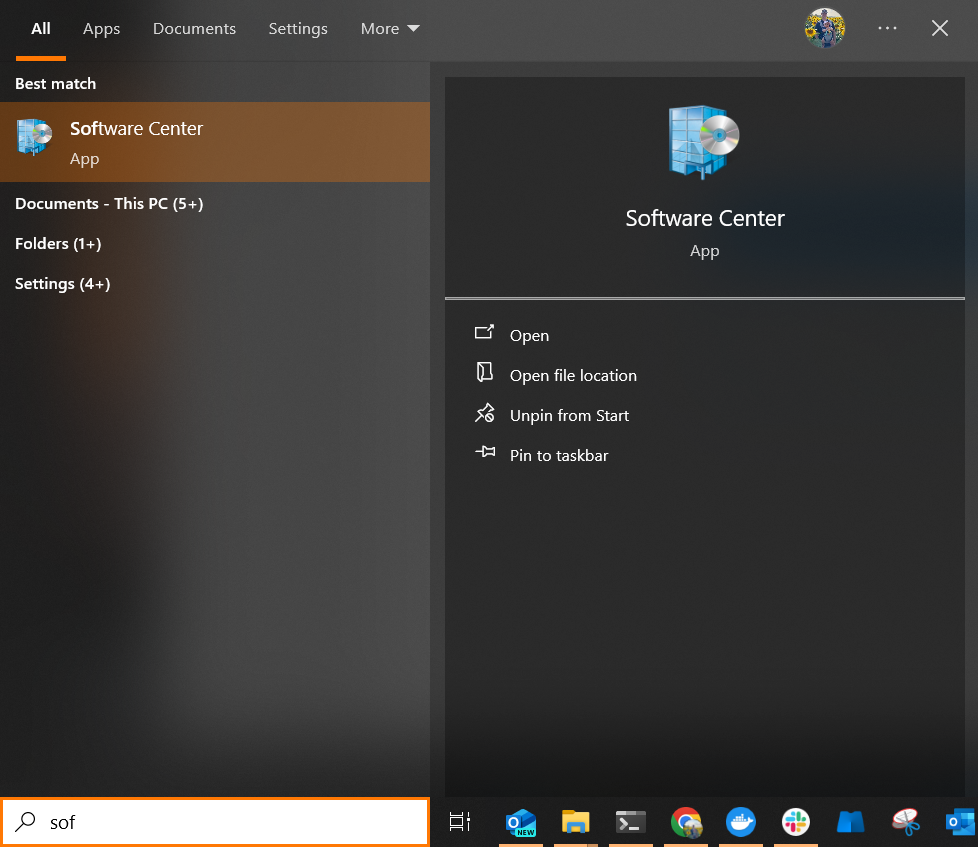 All Apps Documents Settings More
Best match
Software Center
App
Documents - This PC (5+)
Folders (1+)
Settings (4+)
Software Center
App
Open
Open file location
Unpin from Start
Pin to taskbar
sof
NEW